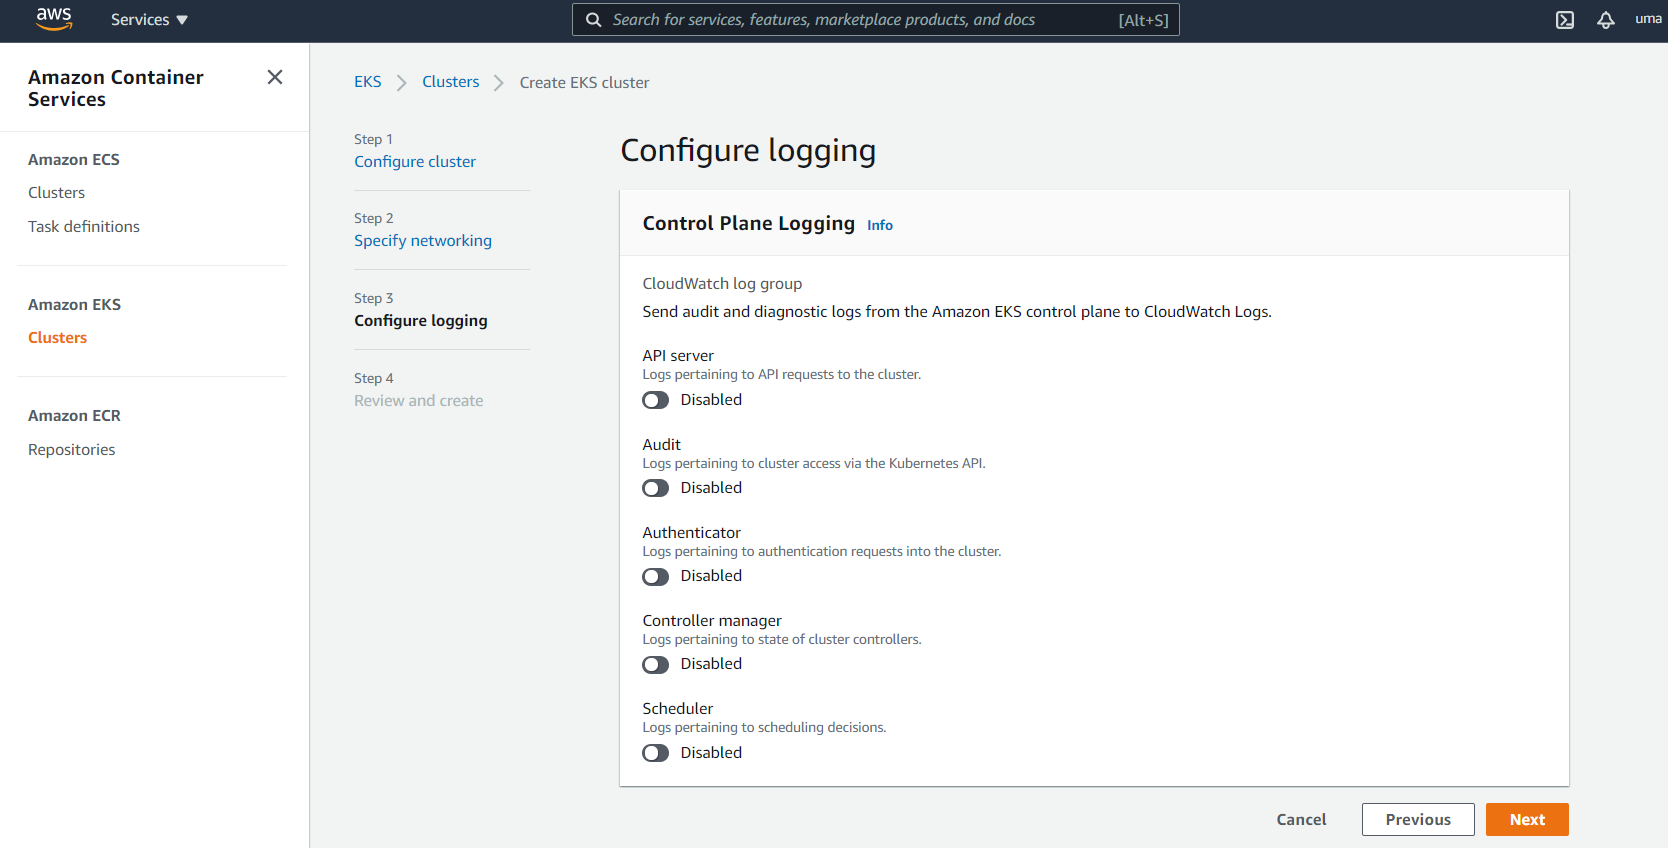 aws
Services
Search for services, features, marketplace products, and docs
[Alt+S]
uma
Amazon Container
Services
Amazon ECS
Clusters
Task definitions
Amazon EKS
Clusters
Amazon ECR
Repositories
EKS
Clusters
Create EKS cluster
Step 1
Configure cluster
Step 2
Specify networking
Step 3
Configure logging
Step 4
Review and create
Configure logging
Control Plane Logging Info
CloudWatch log group
Send audit and diagnostic logs from the Amazon EKS control plane to CloudWatch Logs.
API server
Logs pertaining to API requests to the cluster.
Disabled
Audit
Logs pertaining to cluster access via the Kubernetes API.
Disabled
Authenticator
Logs pertaining to authentication requests into the cluster.
Disabled
Controller manager
Logs pertaining to state of cluster controllers.
Disabled
Scheduler
Logs pertaining to scheduling decisions.
Disabled
Cancel
Previous
Next